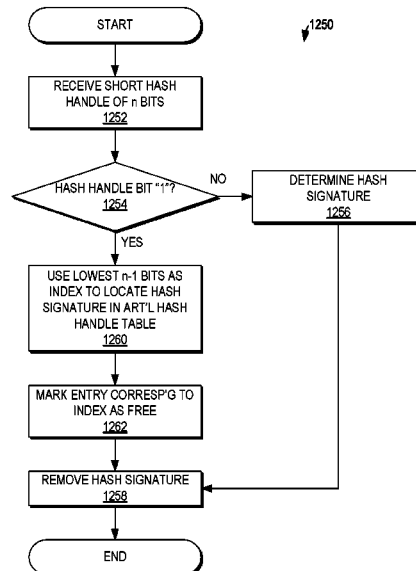 START
1250
RECEIVE SHORT HASH
HANDLE OF n BITS
1252
HASH HANDLE BIT "1"?
1254
NO
DETERMINE HASH
SIGNATURE
1256
YES
USE LOWEST n-1 BITS AS
INDEX TO LOCATE HASH
SIGNATURE IN ART'L HASH
HANDLE TABLE
1260
MARK ENTRY CORRESP'G TO
INDEX AS FREE
1262
REMOVE HASH SIGNATURE
1258
END